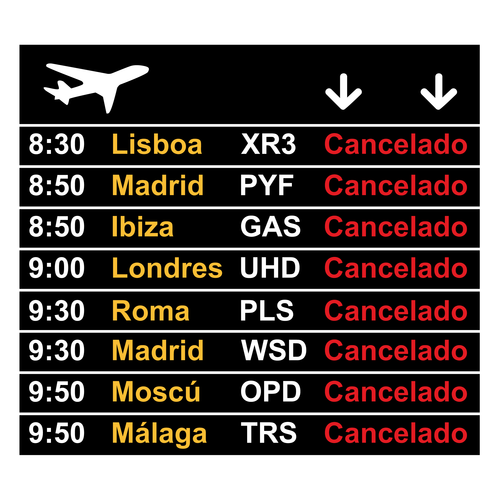 8:30 Lisboa XR3 Cancelado
8:50 Madrid PYF Cancelado
8:50 Ibiza GAS Cancelado
9:00 Londres UHD Cancelado
9:30 Roma PLS Cancelado
9:30 Madrid WSD Cancelado
9:50 Moscú OPD Cancelado
9:50 Málaga TRS Cancelado